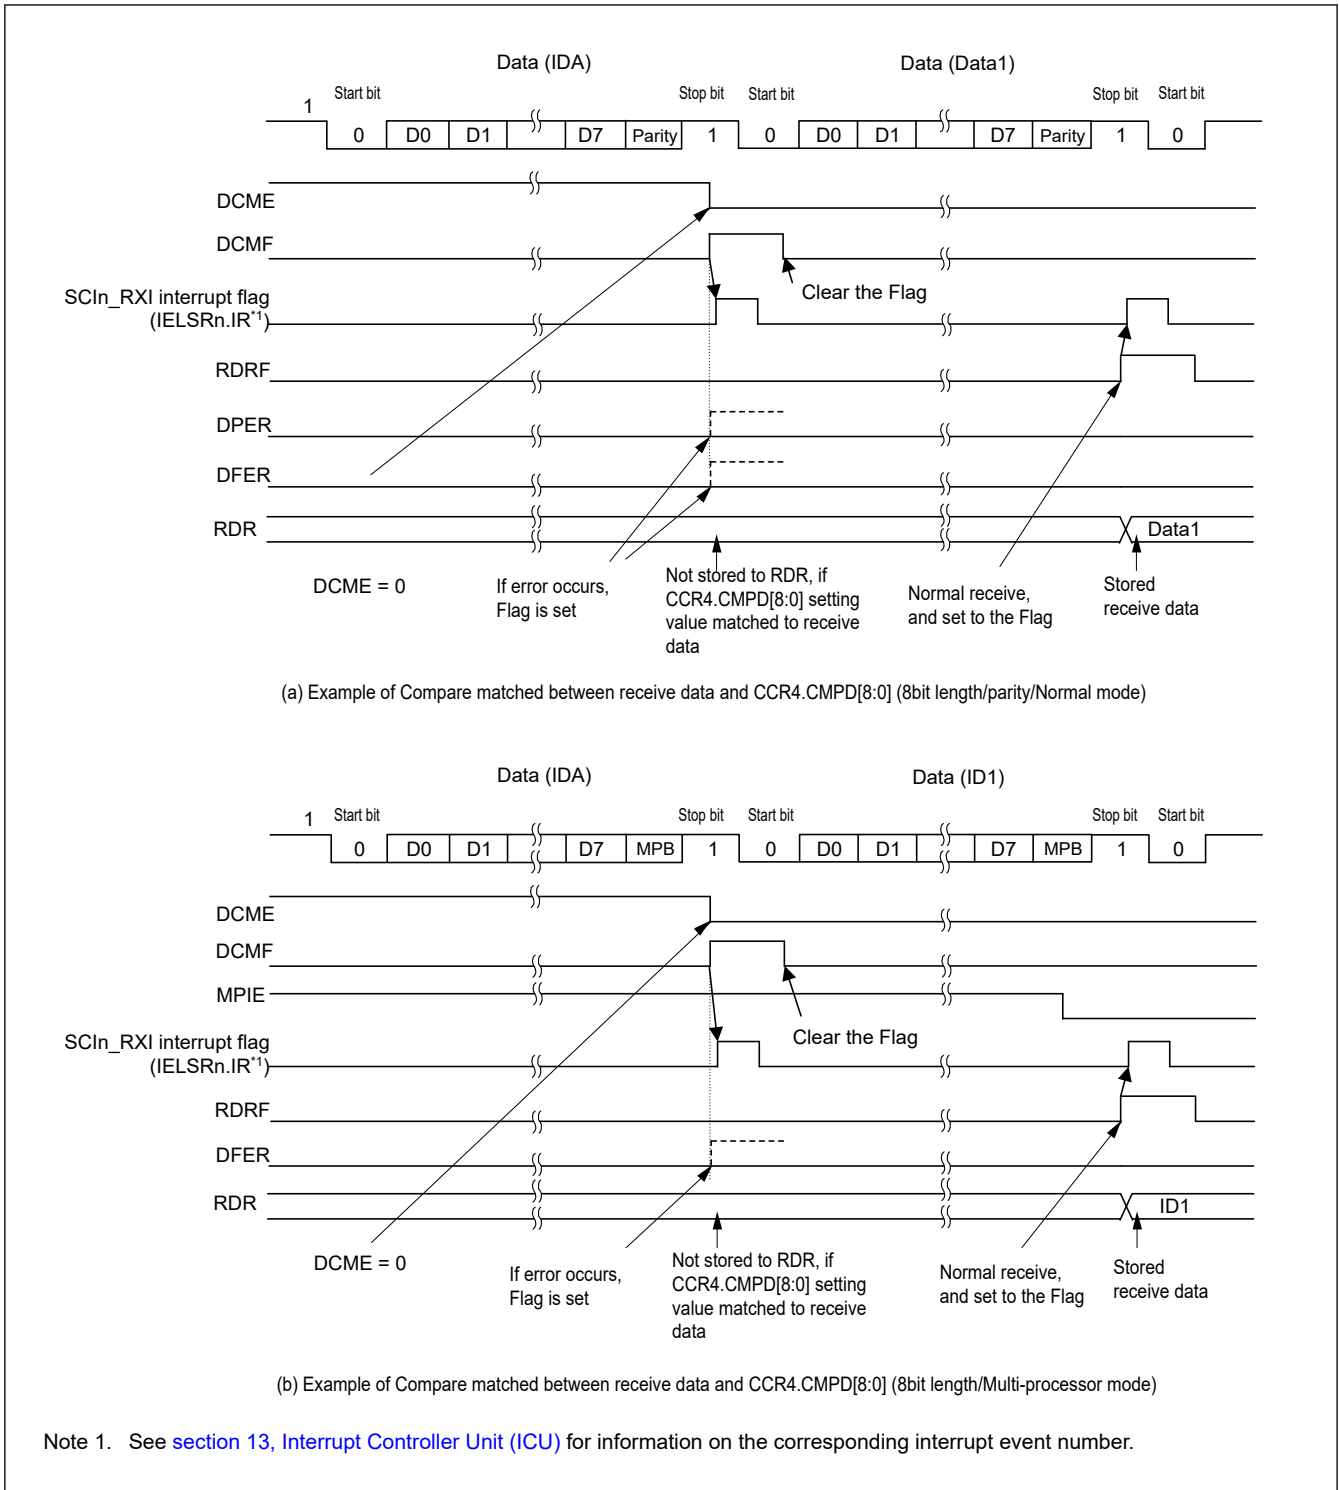 Data (IDA) Data (Data1)
1 Start bit Stop bit Start bit Stop bit Start bit
0 D0 D1 D7 Parity 1 0 D0 D1 D7 Parity 1 0
DCME
DCMF
Clear the Flag
SCIn_RXI interrupt flag
(IELSRn.IR*1)
RDRF
DPER
DFER
RDR Data1
DCME = 0
If error occurs,
Flag is set
Not stored to RDR, if
CCR4.CMPD[8:0] setting
value matched to receive
data
Normal receive,
and set to the Flag
Stored
receive data
(a) Example of Compare matched between receive data and CCR4.CMPD[8:0] (8bit length/parity/Normal mode)
Data (IDA) Data (ID1)
1 Start bit Stop bit Start bit Stop bit Start bit
0 D0 D1 D7 MPB 1 0 D0 D1 D7 MPB 1 0
DCME
DCMF
MPIE
Clear the Flag
SCIn_RXI interrupt flag
(IELSRn.IR*1)
RDRF
DFER
RDR ID1
DCME = 0
If error occurs,
Flag is set
Not stored to RDR, if
CCR4.CMPD[8:0] setting
value matched to receive
data
Normal receive,
and set to the Flag
Stored
receive data
(b) Example of Compare matched between receive data and CCR4.CMPD[8:0] (8bit length/Multi-processor mode)
Note 1. See section 13, Interrupt Controller Unit (ICU) for information on the corresponding interrupt event number.